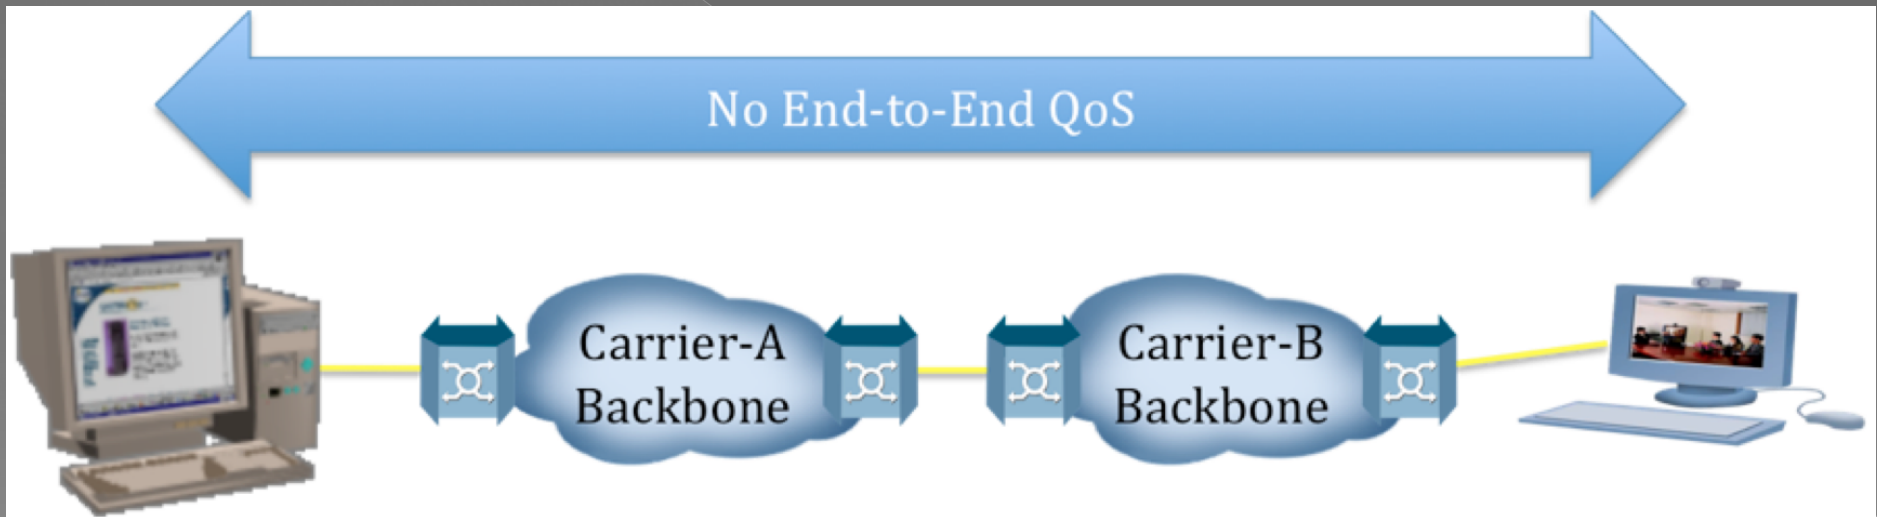 No End-to-End QoS
Carrier-A
Backbone
Carrier-B
Backbone